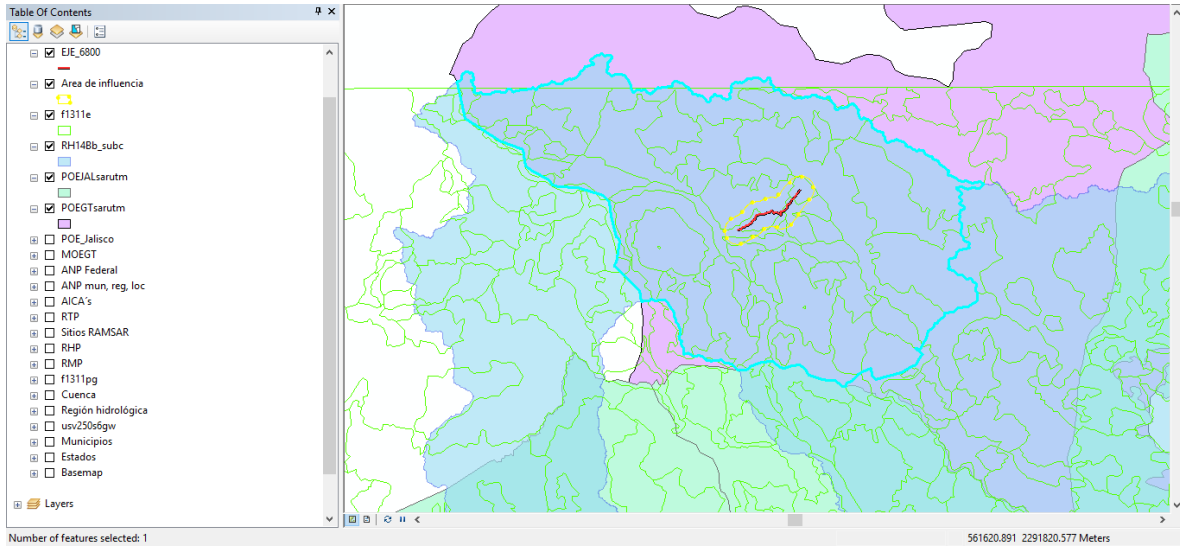 Table Of Contents
EJE_6800
Area de influencia
f1311e
RH14Bb_subc
POEJALsarutm
POEGTsarutm
POE_Jalisco
MOEGT
ANP Federal
ANP mun, reg, loc
AICA´s
RTP
Sitios RAMSAR
RHP
RMP
f1311pg
Cuenca
Región hidrológica
usv250s6gw
Municipios
Estados
Basemap
Layers
Number of features selected: 1
561620.891 2291820.577 Meters